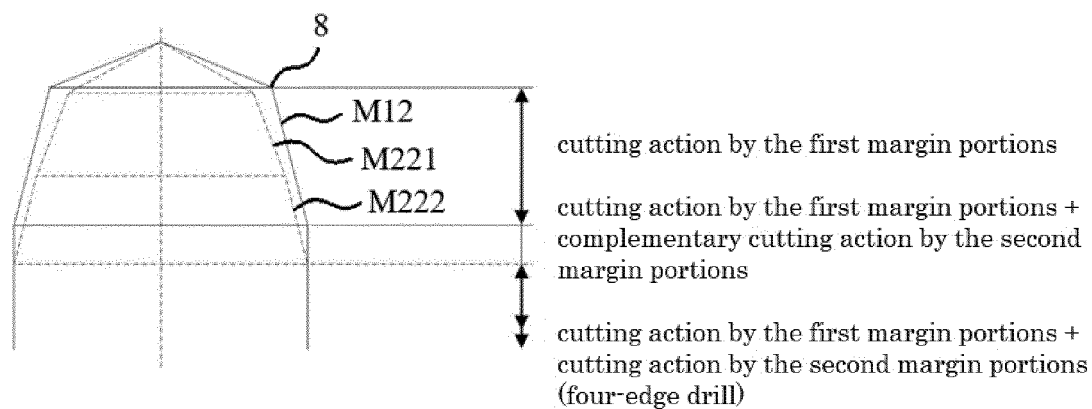 8
M12
M221
M222
cutting action by the first margin portions
cutting action by the first margin portions +
complementary cutting action by the second
margin portions
cutting action by the first margin portions +
cutting action by the second margin portions
(four-edge drill)